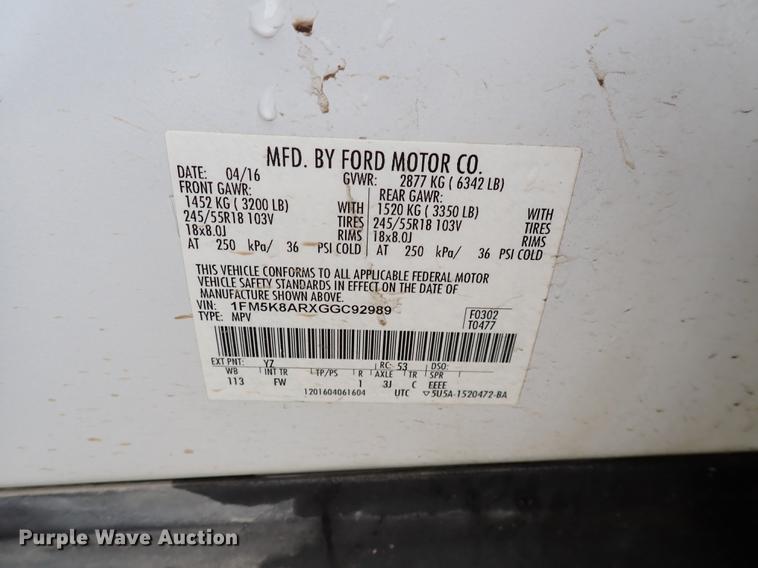 MFD. BY FORD MOTOR CO.
DATE: 04/16 GVWR: 2877 KG ( 6342 LB)
FRONT GAWR: REAR GAWR:
1452 KG ( 3200 LB) WITH 1520 KG ( 3350 LB) WITH
245/55R18 103V TIRES 245/55R18 103V TIRES
18x8.0J RIMS 18x8.0J RIMS
AT 250 kPa/ 36 PSI COLD AT 250 kPa/ 36 PSI COLD
THIS VEHICLE CONFORMS TO ALL APPLICABLE FEDERAL MOTOR
VEHICLE SAFETY STANDARDS IN EFFECT ON THE DATE OF
MANUFACTURE SHOWN ABOVE.
VIN: 1FM5K8ARXGGC92989 F0302
TYPE: MPV T0477
EXT PNT: YZ RC: 53 DSO:
WB INT TR TP/PS R AXLE TR SPR
113 FW 1 3J C EEEE
1201604061604 UTC ▽5U5A-1520472-BA
Purple Wave Auction